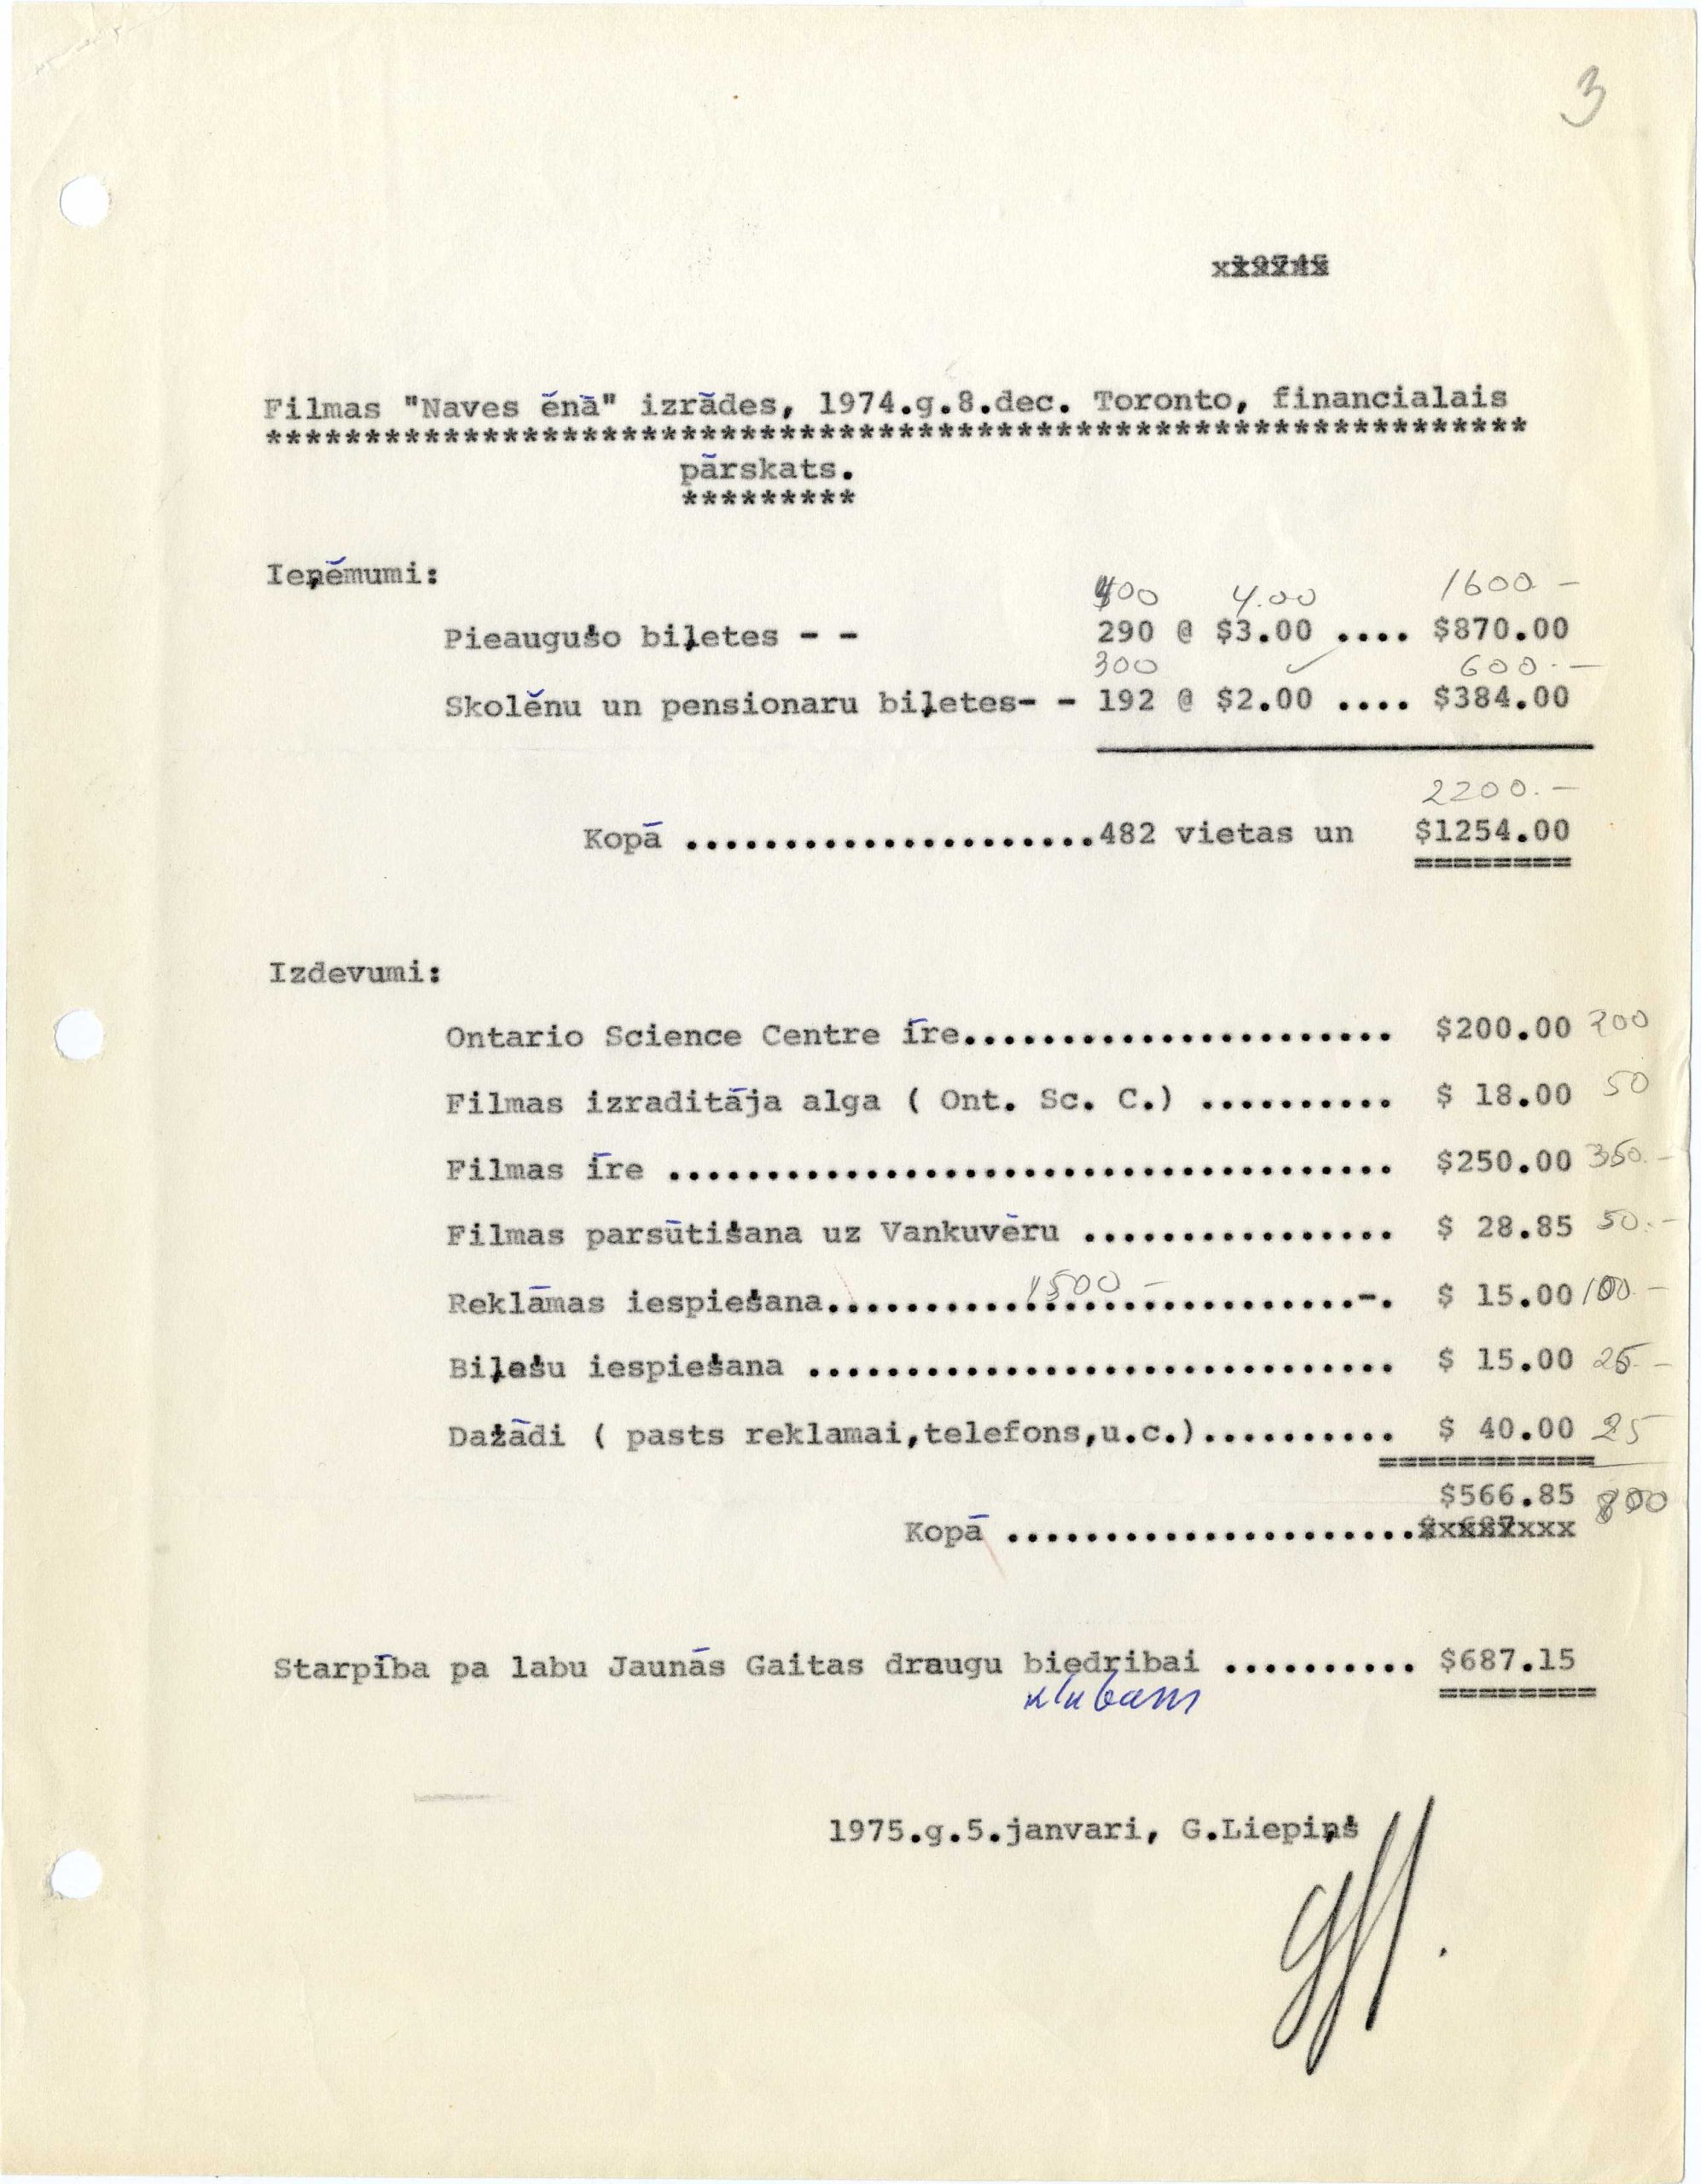 3
Filmas "Naves ēnā" izrādes, 1974.g.8.dec. Toronto, financialais
****************************************************************
pārskats.
*********
Ieņēmumi:
400 4.00 1600.-
Pieaugušo biļetes - - 290 @ $3.00 .... $870.00
300 ✓ 600.-
Skolēnu un pensionaru biļetes- - 192 @ $2.00 .... $384.00
2200.-
Kopā .....................482 vietas un $1254.00
========
Izdevumi:
Ontario Science Centre īre...................... $200.00 200
Filmas izraditāja alga ( Ont. Sc. C.) .......... $ 18.00 50
Filmas īre ..................................... $250.00 350.-
Filmas parsūtišana uz Vankuvēru ................ $ 28.85 50.-
1500 -
Reklāmas iespiešana...........................-. $ 15.00 100-
Biļešu iespiešana .............................. $ 15.00 25.-
Dažādi ( pasts reklamai,telefons,u.c.).......... $ 40.00 25
===========
$566.85 800
Kopā .....................
Starpība pa labu Jaunās Gaitas draugu biedribai .......... $687.15
klubam ========
1975.g.5.janvari, G.Liepiņš